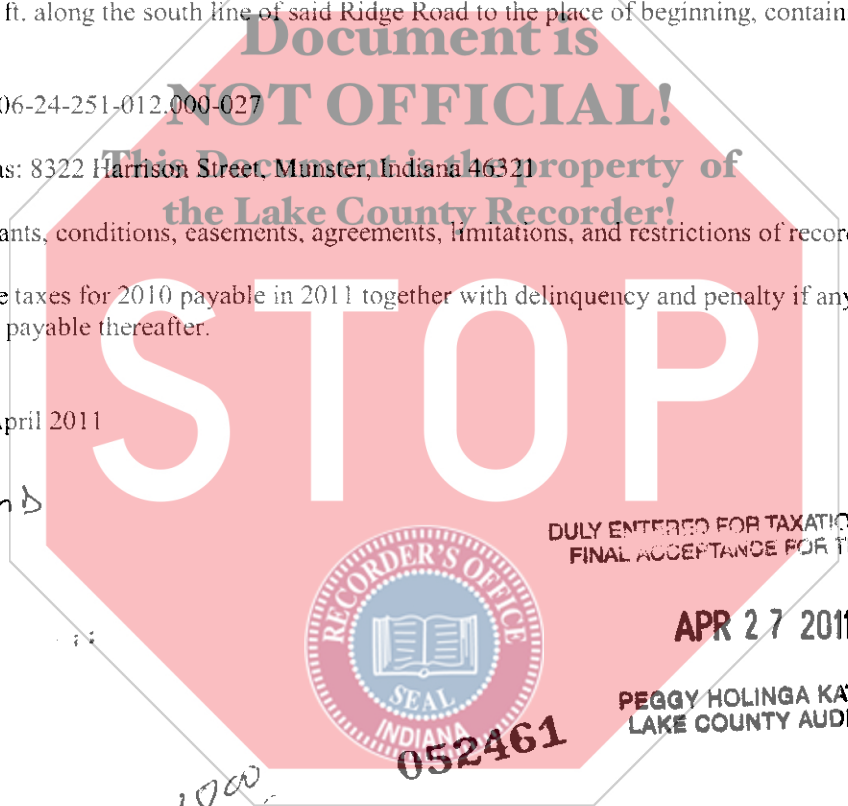 ft. along the south line of said Ridge Road to the place of beginning, contain
Document is
NOT OFFICIAL!
06-24-251-012.000-027
This Document is the property of
as: 8322 Harrison Street, Munster, Indiana 46321
the Lake County Recorder!
ants, conditions, easements, agreements, limitations, and restrictions of recor
e taxes for 2010 payable in 2011 together with delinquency and penalty if any
payable thereafter.
STOP
April 2011
DULY ENTERED FOR TAXATIO
FINAL ACCEPTANCE FOR T
RECORDER'S OFFICE
APR 27 2011
SEAL
PEGGY HOLINGA KA
LAKE COUNTY AUD
INDIANA
052461